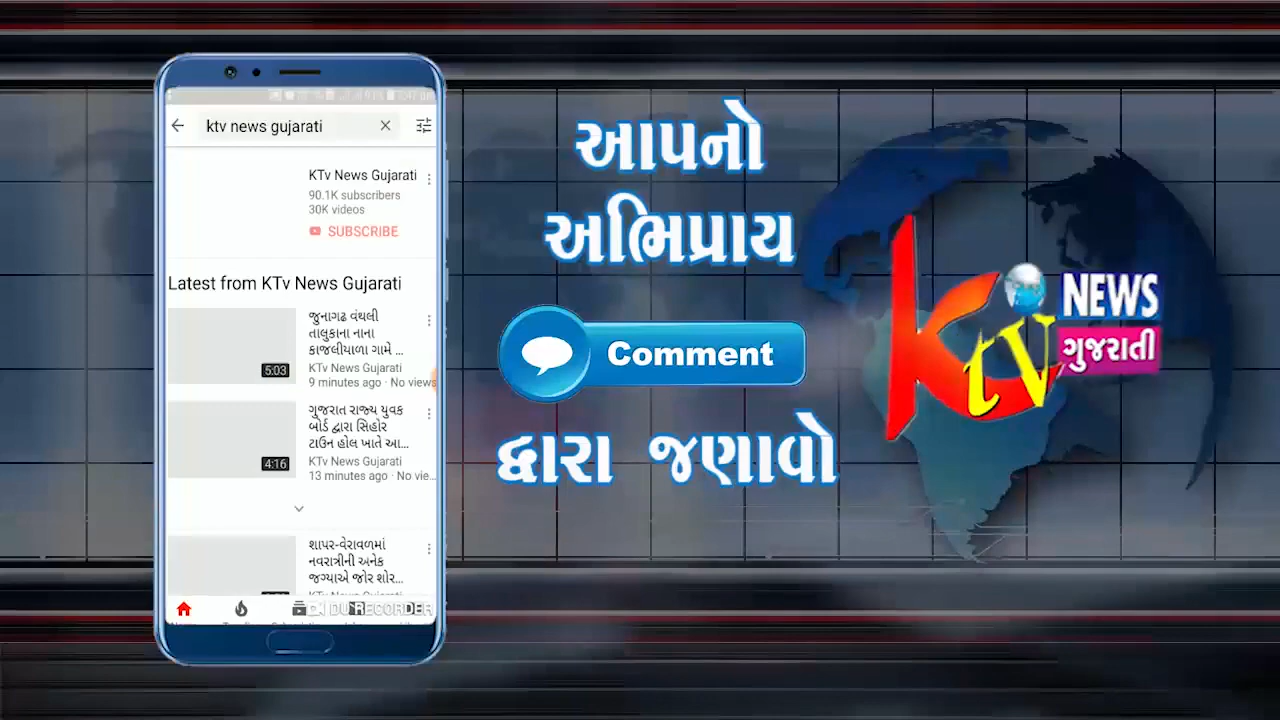 ktv news gujarati
KTv News Gujarati
90.1K subscribers
30K videos
SUBSCRIBE
Latest from KTv News Gujarati
જુનાગઢ વંથલી
તાલુકાના નાના
કાજલીયાળા ગામે ...
KTv News Gujarati
9 minutes ago · No views
5:03
ગુજરાત રાજ્ય યુવક
બોર્ડ દ્વારા સિહોર
ટાઉન હોલ ખાતે આ...
KTv News Gujarati
13 minutes ago · No vie...
4:16
શાપર-વેરાવળમાં
નવરાત્રીની અનેક
જગ્યાએ જોર શોર...
DU RECORDER
આપનો
અભિપ્રાય
Comment
દ્વારા જણાવો
Ktv NEWS
ગુજરાતી